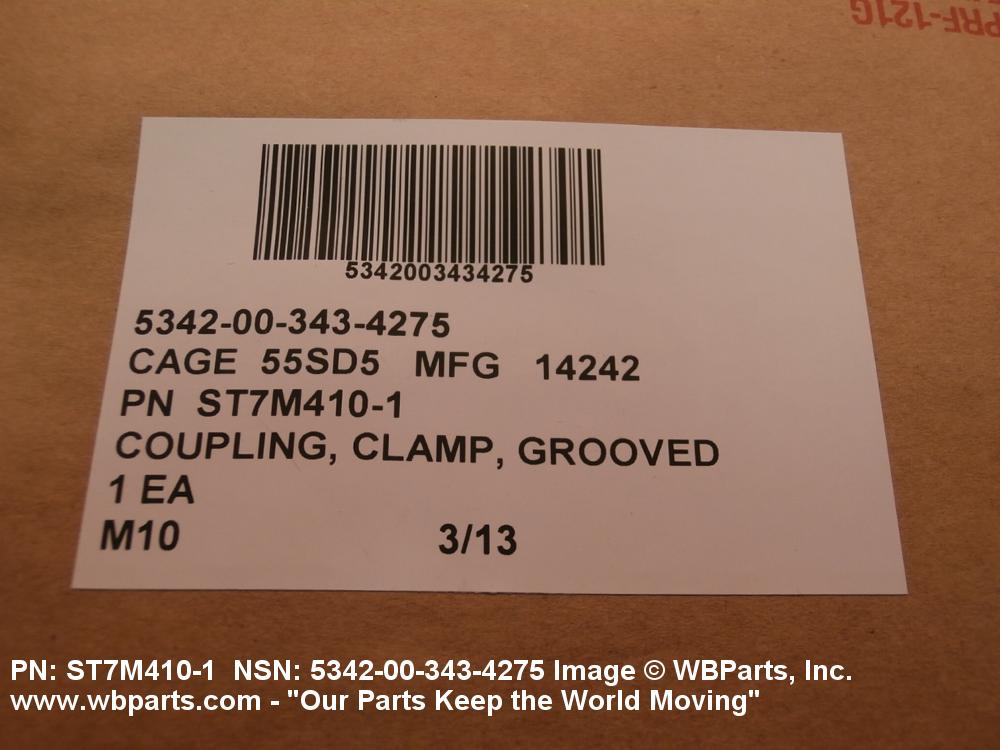 PRF-121G
5342003434275
5342-00-343-4275
CAGE 55SD5 MFG 14242
PN ST7M410-1
COUPLING, CLAMP, GROOVED
1 EA
M10 3/13
PN: ST7M410-1 NSN: 5342-00-343-4275 Image © WBParts, Inc.
www.wbparts.com - "Our Parts Keep the World Moving"